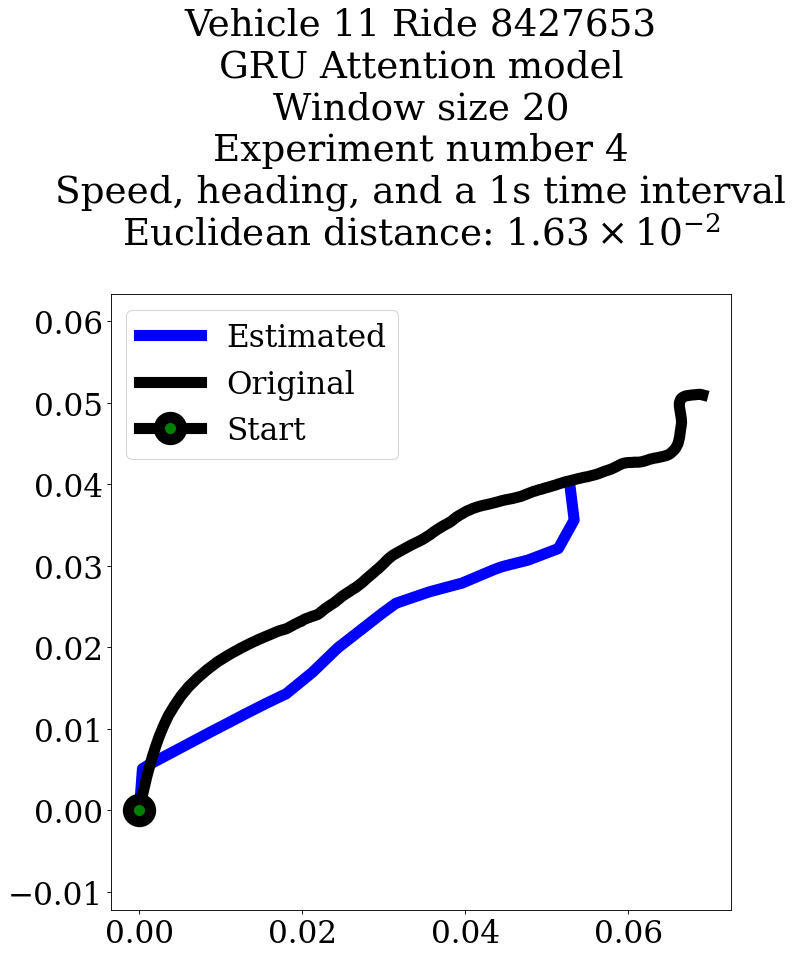 Vehicle 11 Ride 8427653
GRU Attention model
Window size 20
Experiment number 4
Speed, heading, and a 1s time interval
Euclidean distance: 1.63 × 10⁻²
Estimated
Original
Start
0.06
0.05
0.04
0.03
0.02
0.01
0.00
−0.01
0.00 0.02 0.04 0.06